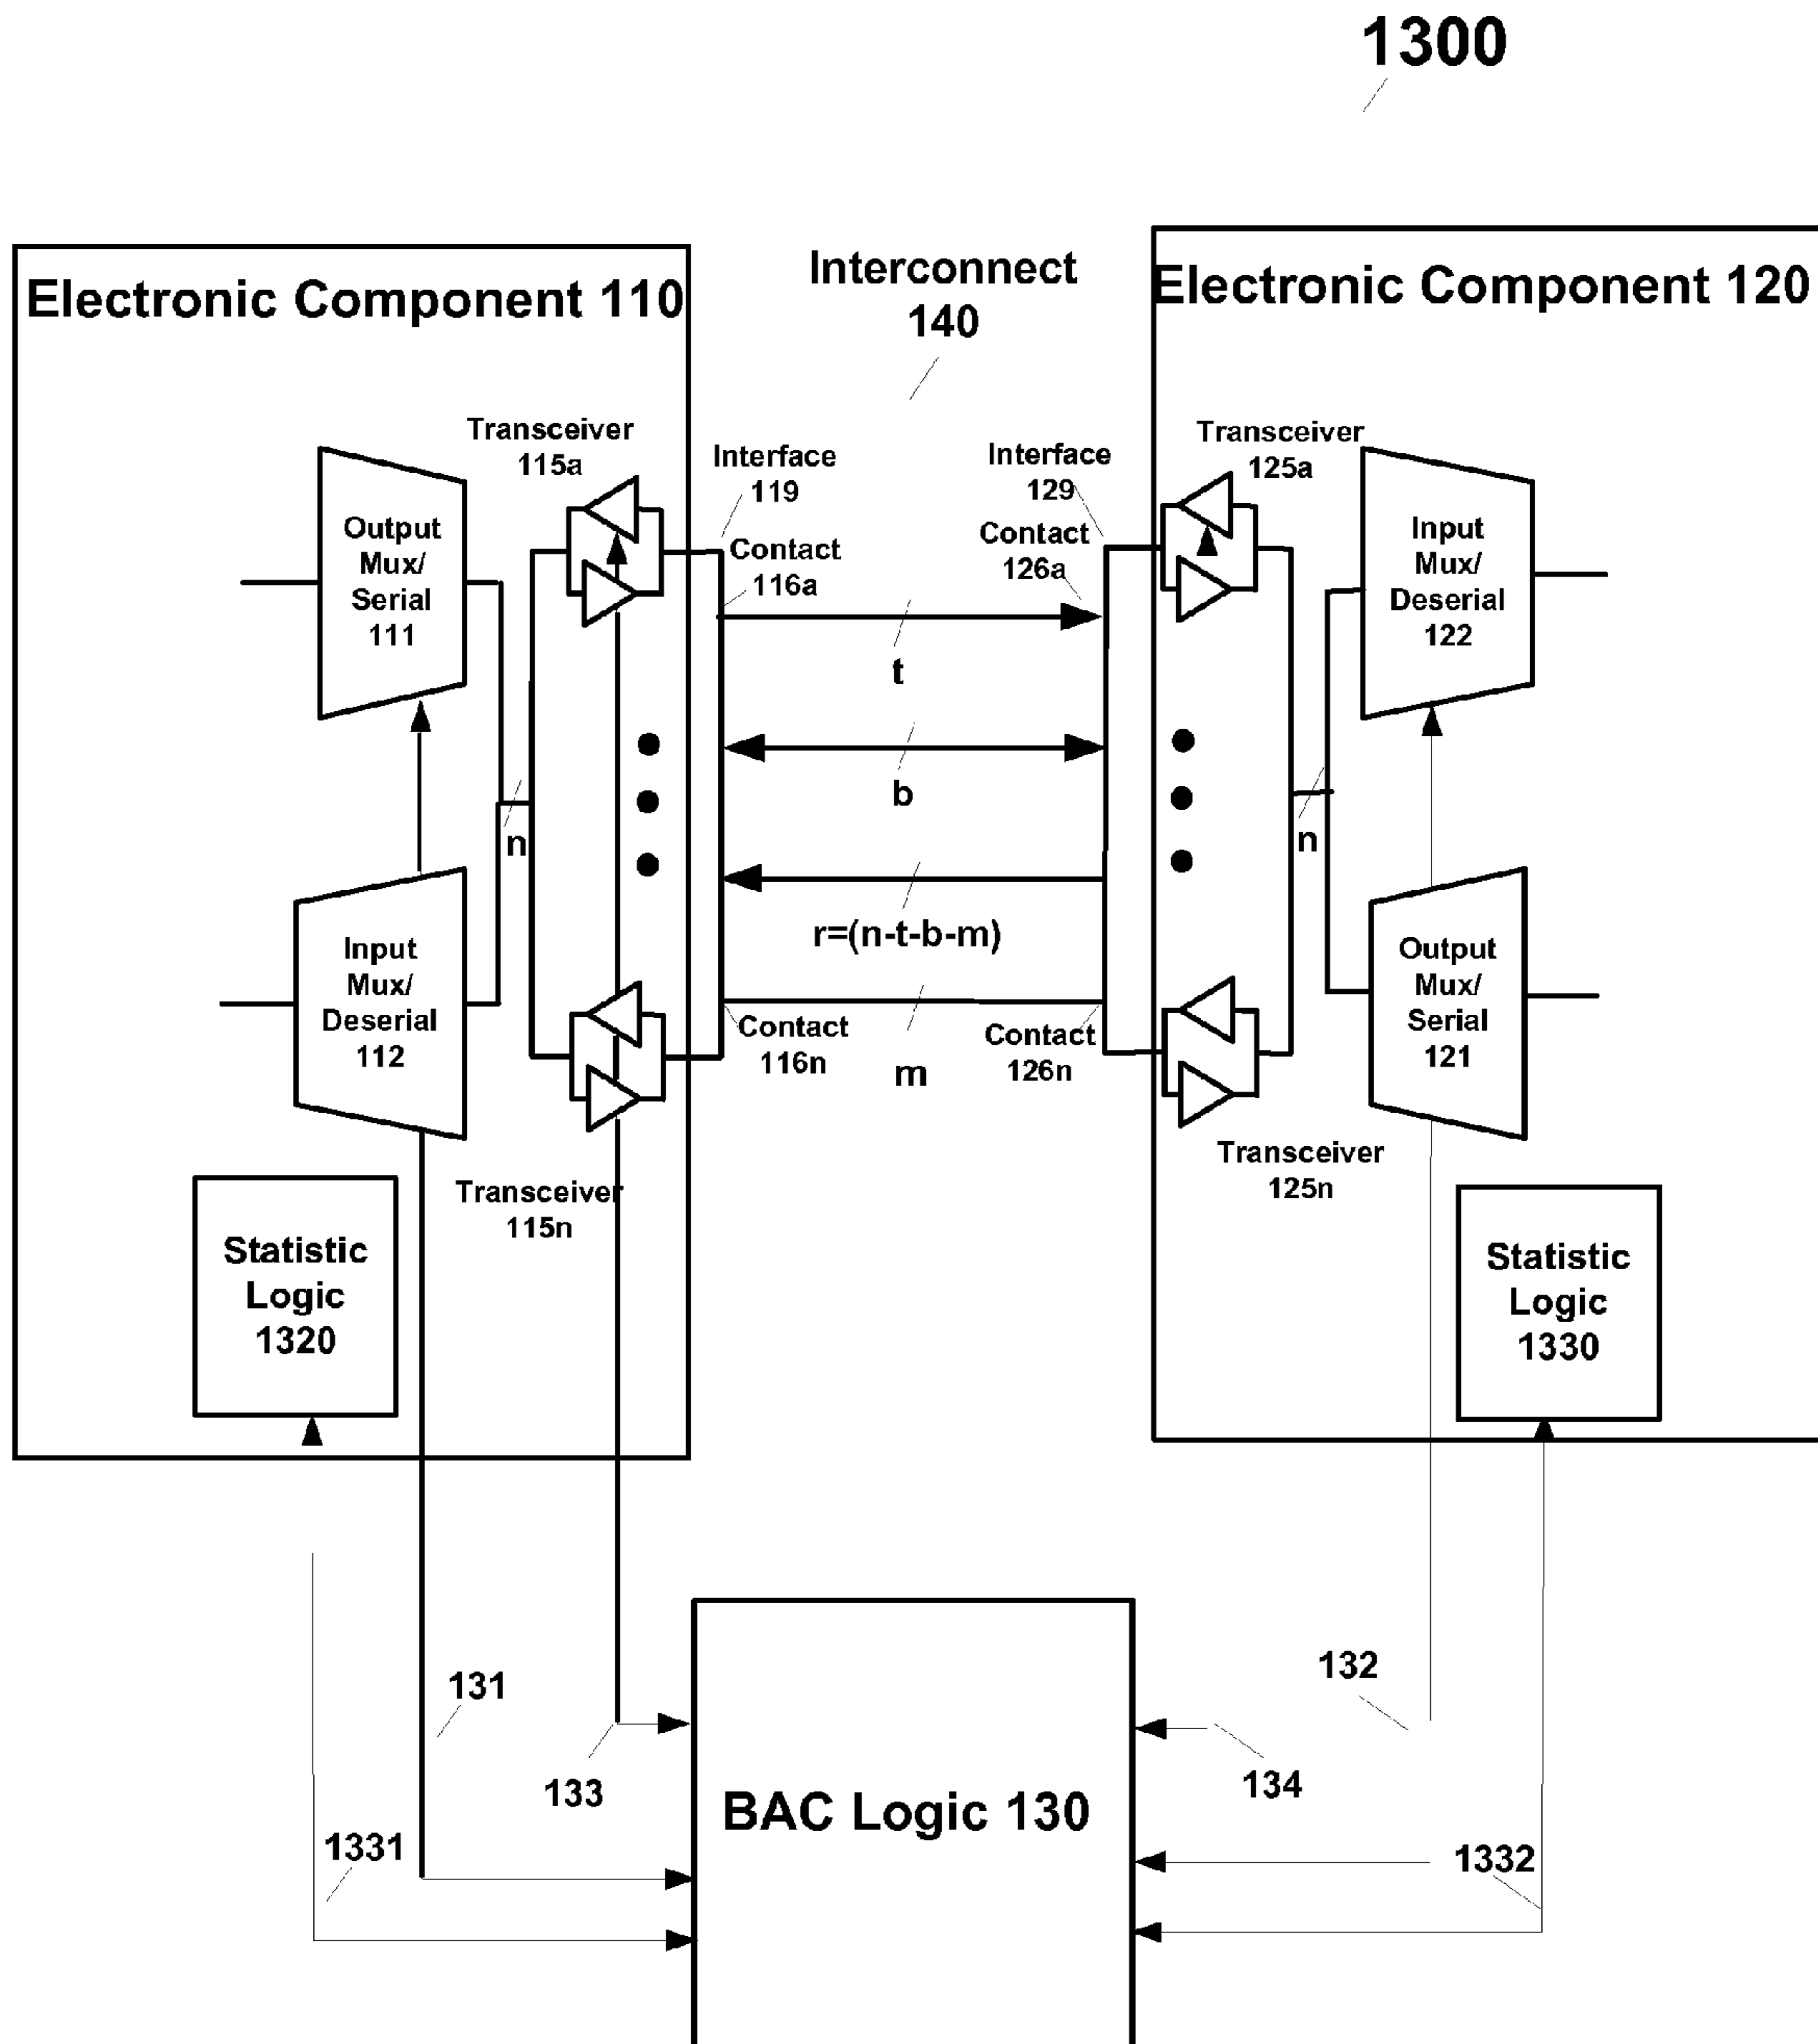 1300
Electronic Component 110
Interconnect
140
Electronic Component 120
Transceiver
115a
Interface
119
Contact
116a
Interface
129
Contact
126a
Transceiver
125a
Output
Mux/
Serial
111
Input
Mux/
Deserial
122
t
b
n
n
r=(n-t-b-m)
Input
Mux/
Deserial
112
Output
Mux/
Serial
121
Contact
116n
m
Contact
126n
Transceiver
115n
Transceiver
125n
Statistic
Logic
1320
Statistic
Logic
1330
131
132
133
134
BAC Logic 130
1331
1332